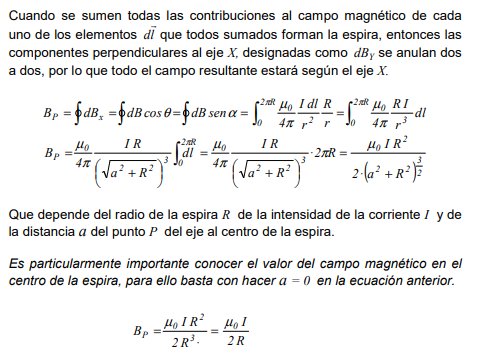 Cuando se sumen todas las contribuciones al campo magnético de cada
uno de los elementos $\vec{dl}$ que todos sumados forman la espira, entonces las
componentes perpendiculares al eje X, designadas como $dB_Y$ se anulan dos
a dos, por lo que todo el campo resultante estará según el eje X.
$B_P = \oint dB_x = \oint dB \cos\theta = \oint dB \, sen\,\alpha = \int_0^{2\pi R} \frac{\mu_0}{4\pi} \frac{I\,dl}{r^2} \frac{R}{r} = \int_0^{2\pi R} \frac{\mu_0}{4\pi} \frac{R\,I}{r^3} dl$
$B_P = \frac{\mu_0}{4\pi} \frac{I\,R}{\left(\sqrt{a^2+R^2}\right)^3} \int_0^{2\pi R} dl = \frac{\mu_0}{4\pi} \frac{I\,R}{\left(\sqrt{a^2+R^2}\right)^3} \cdot 2\pi R = \frac{\mu_0\,I\,R^2}{2\cdot\left(a^2+R^2\right)^{\frac{3}{2}}}$
Que depende del radio de la espira R de la intensidad de la corriente I y de
la distancia a del punto P del eje al centro de la espira.
Es particularmente importante conocer el valor del campo magnético en el
centro de la espira, para ello basta con hacer a = 0 en la ecuación anterior.
$B_P = \frac{\mu_0\,I\,R^2}{2\,R^3.} = \frac{\mu_0\,I}{2\,R}$